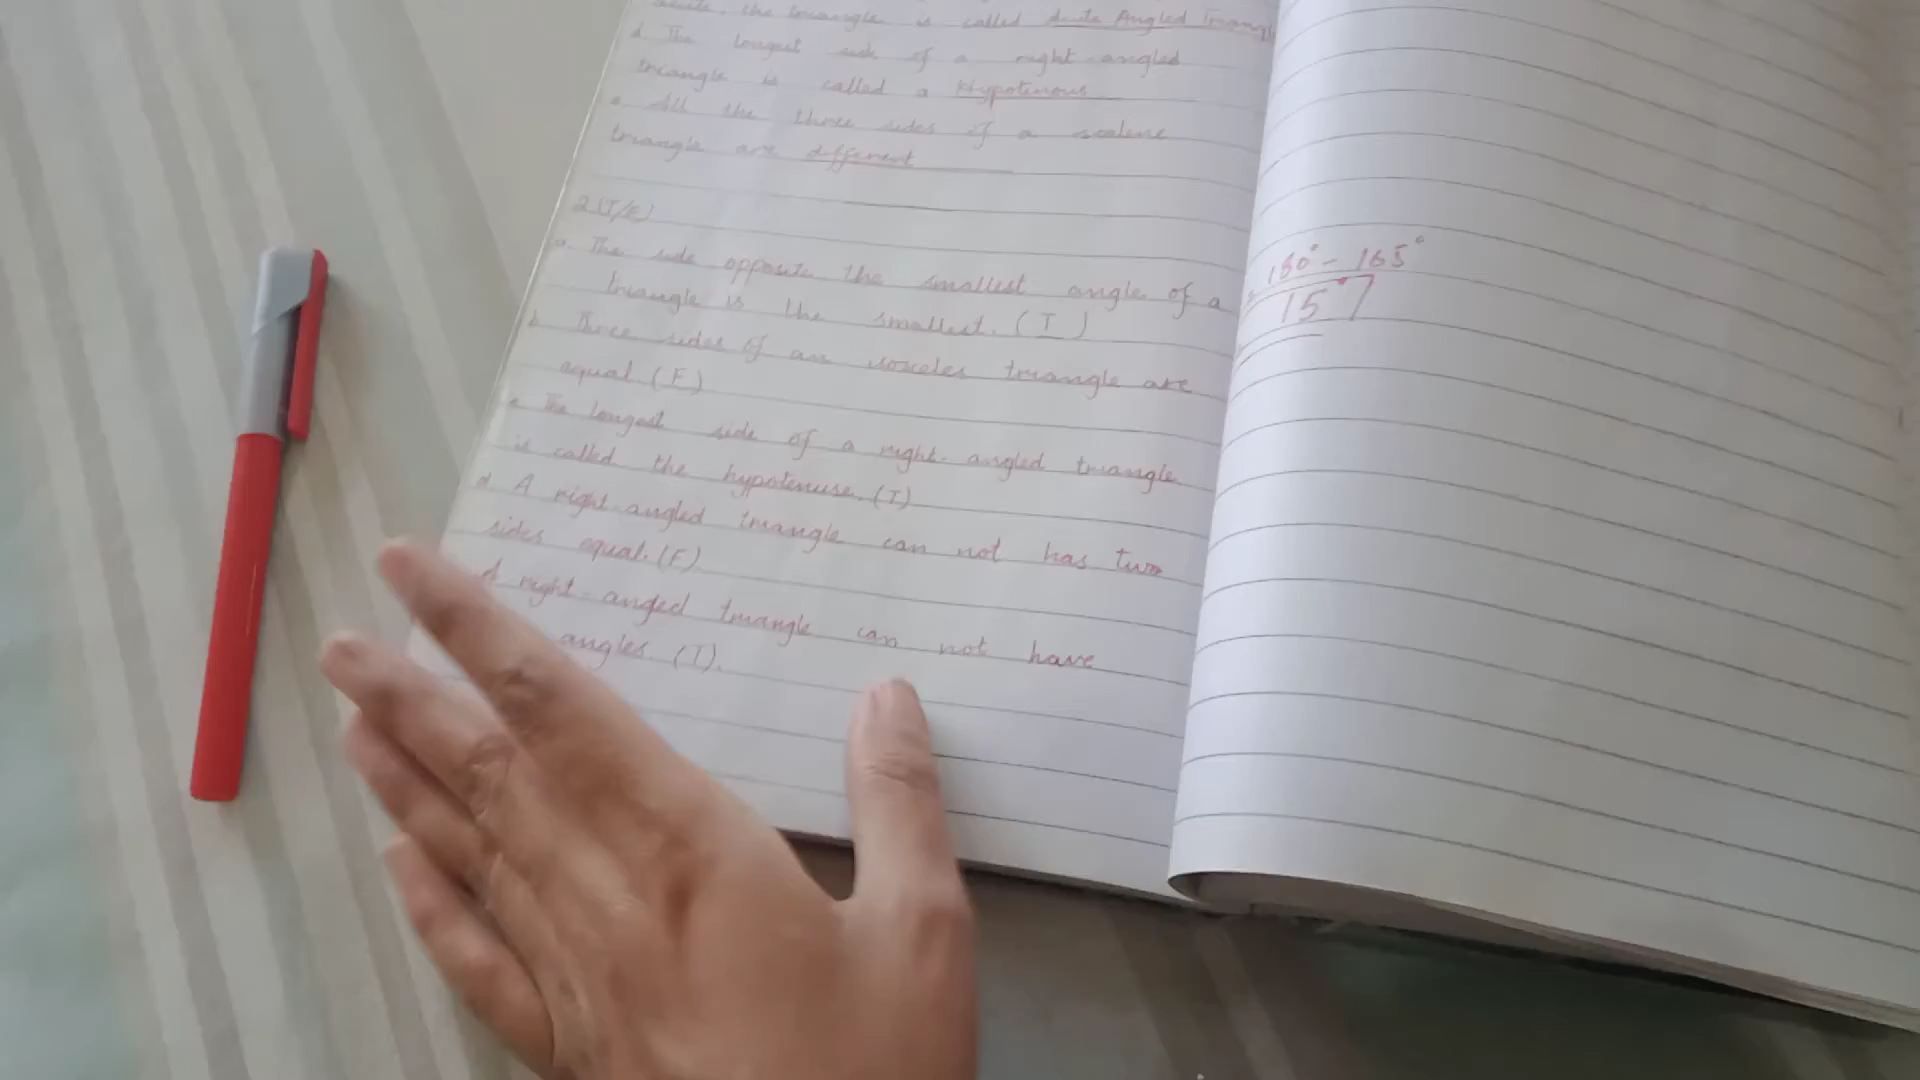 acute, the triangle is called Acute Angled Triangl
d. The longest side of a right-angled
triangle is called a Hypotenous
e. All the three sides of a scalene
triangle are different
2.(T/F)
a. The side opposite the smallest angle of a
triangle is the smallest. (T)
b. Three sides of an isosceles triangle are
equal (F)
c. The longest side of a right-angled triangle
is called the hypotenuse. (T)
d. A right-angled triangle can not has two
sides equal. (F)
A right-angled triangle can not have
angles. (T).
180° - 165°
15°